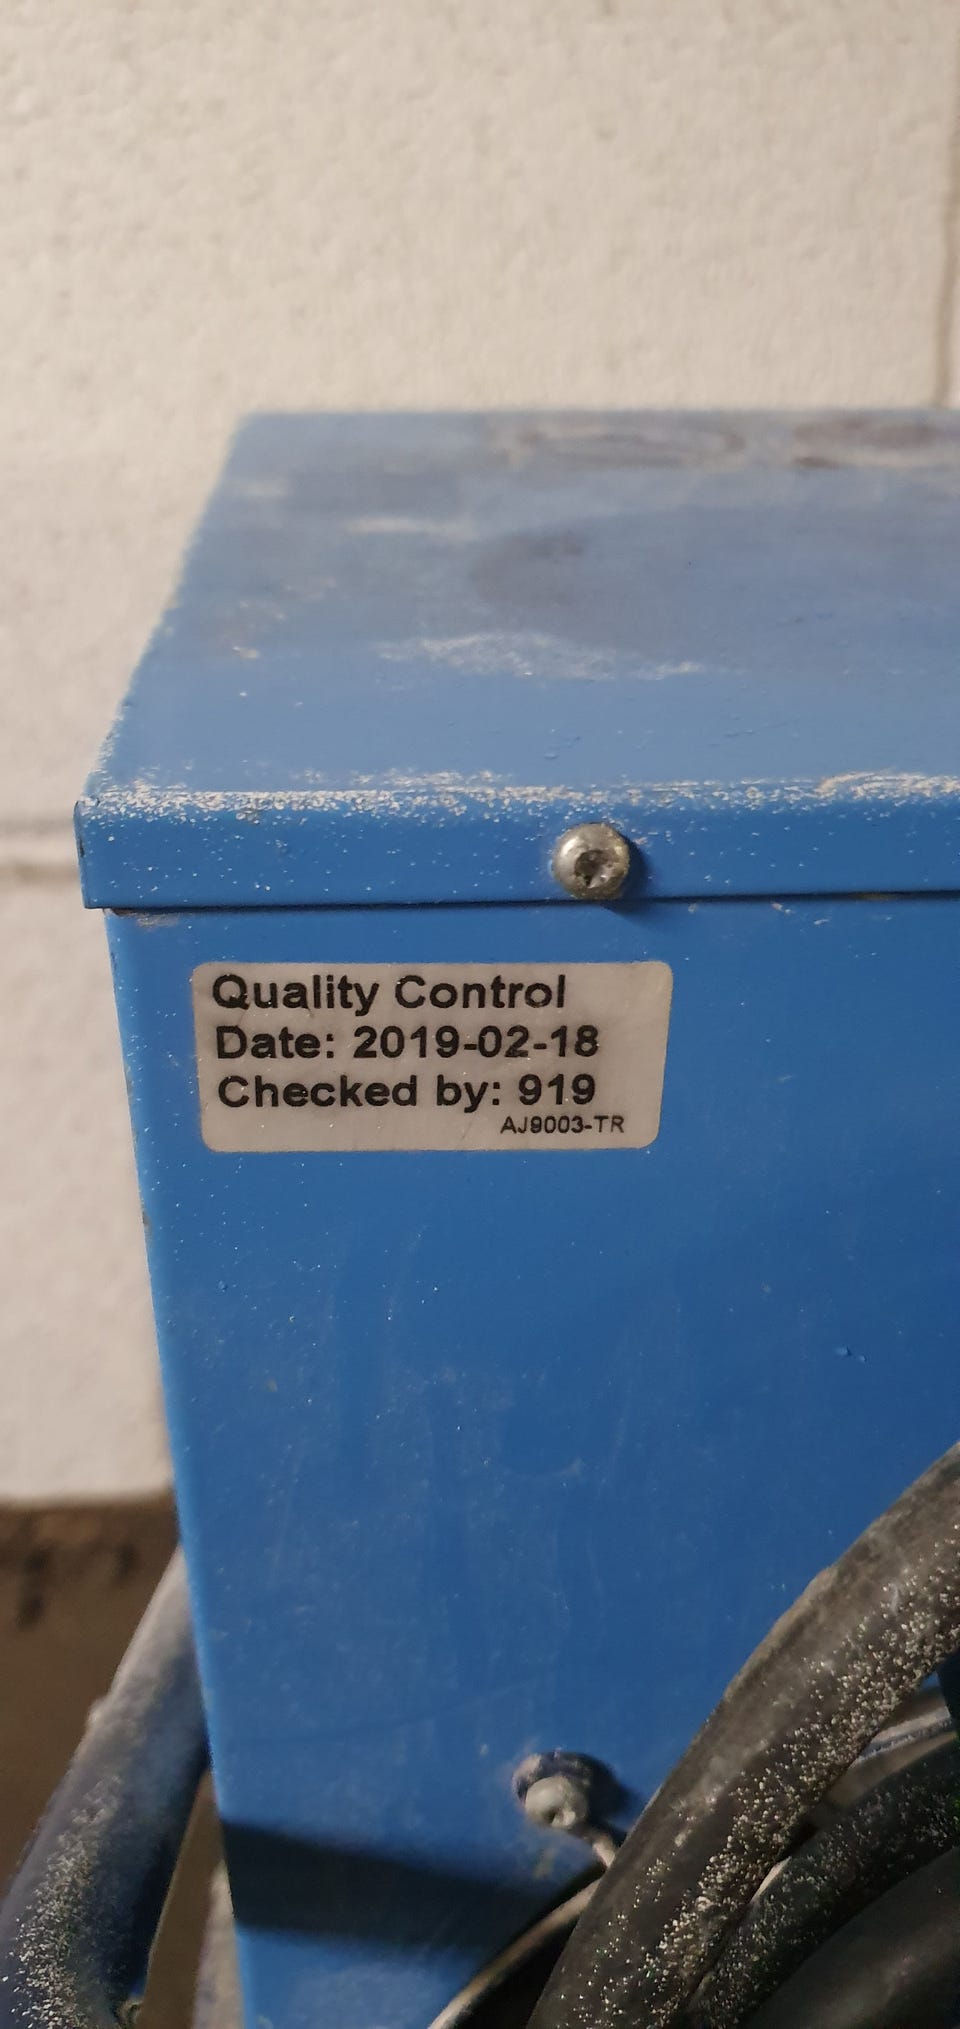 Quality Control
Date: 2019-02-18
Checked by: 919
AJ9003-TR